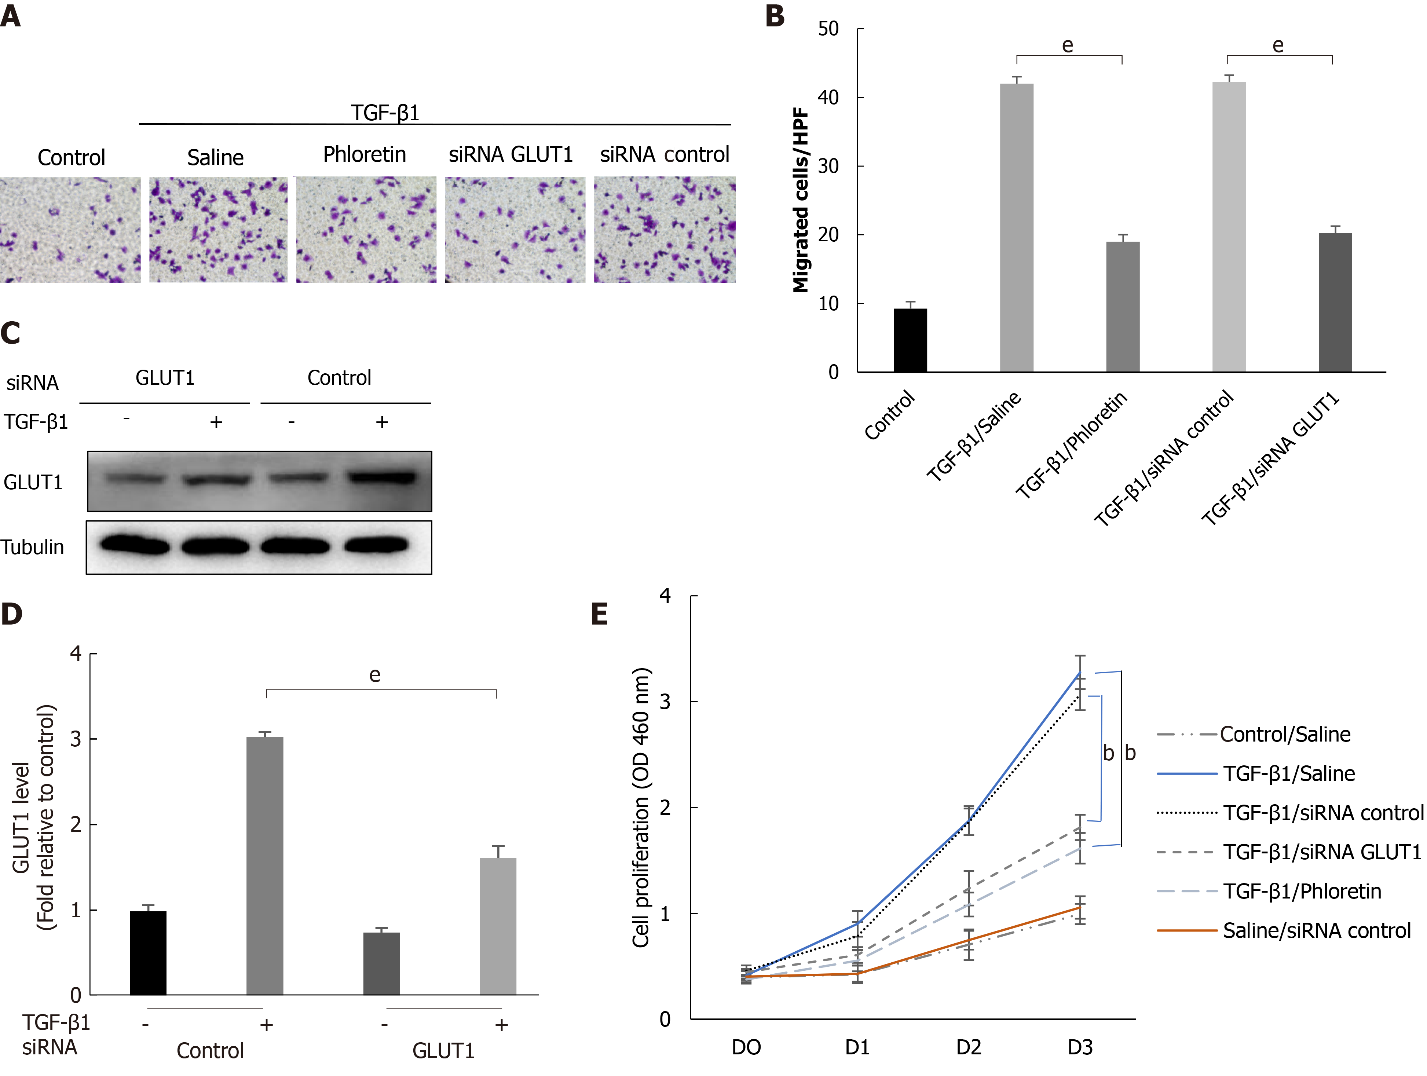 A
TGF-β1
Control
Saline
Phloretin
siRNA GLUT1
siRNA control
B
50
40
30
20
10
0
Migrated cells/HPF
e
e
Control
TGF-β1/Saline
TGF-β1/Phloretin
TGF-β1/siRNA control
TGF-β1/siRNA GLUT1
C
siRNA
GLUT1
Control
TGF-β1
-
+
-
+
GLUT1
Tubulin
D
4
3
2
1
0
GLUT1 level
(Fold relative to control)
e
TGF-β1
-
+
-
+
siRNA
Control
GLUT1
E
4
3
2
1
0
Cell proliferation (OD 460 nm)
b
b
D0
D1
D2
D3
Control/Saline
TGF-β1/Saline
TGF-β1/siRNA control
TGF-β1/siRNA GLUT1
TGF-β1/Phloretin
Saline/siRNA control